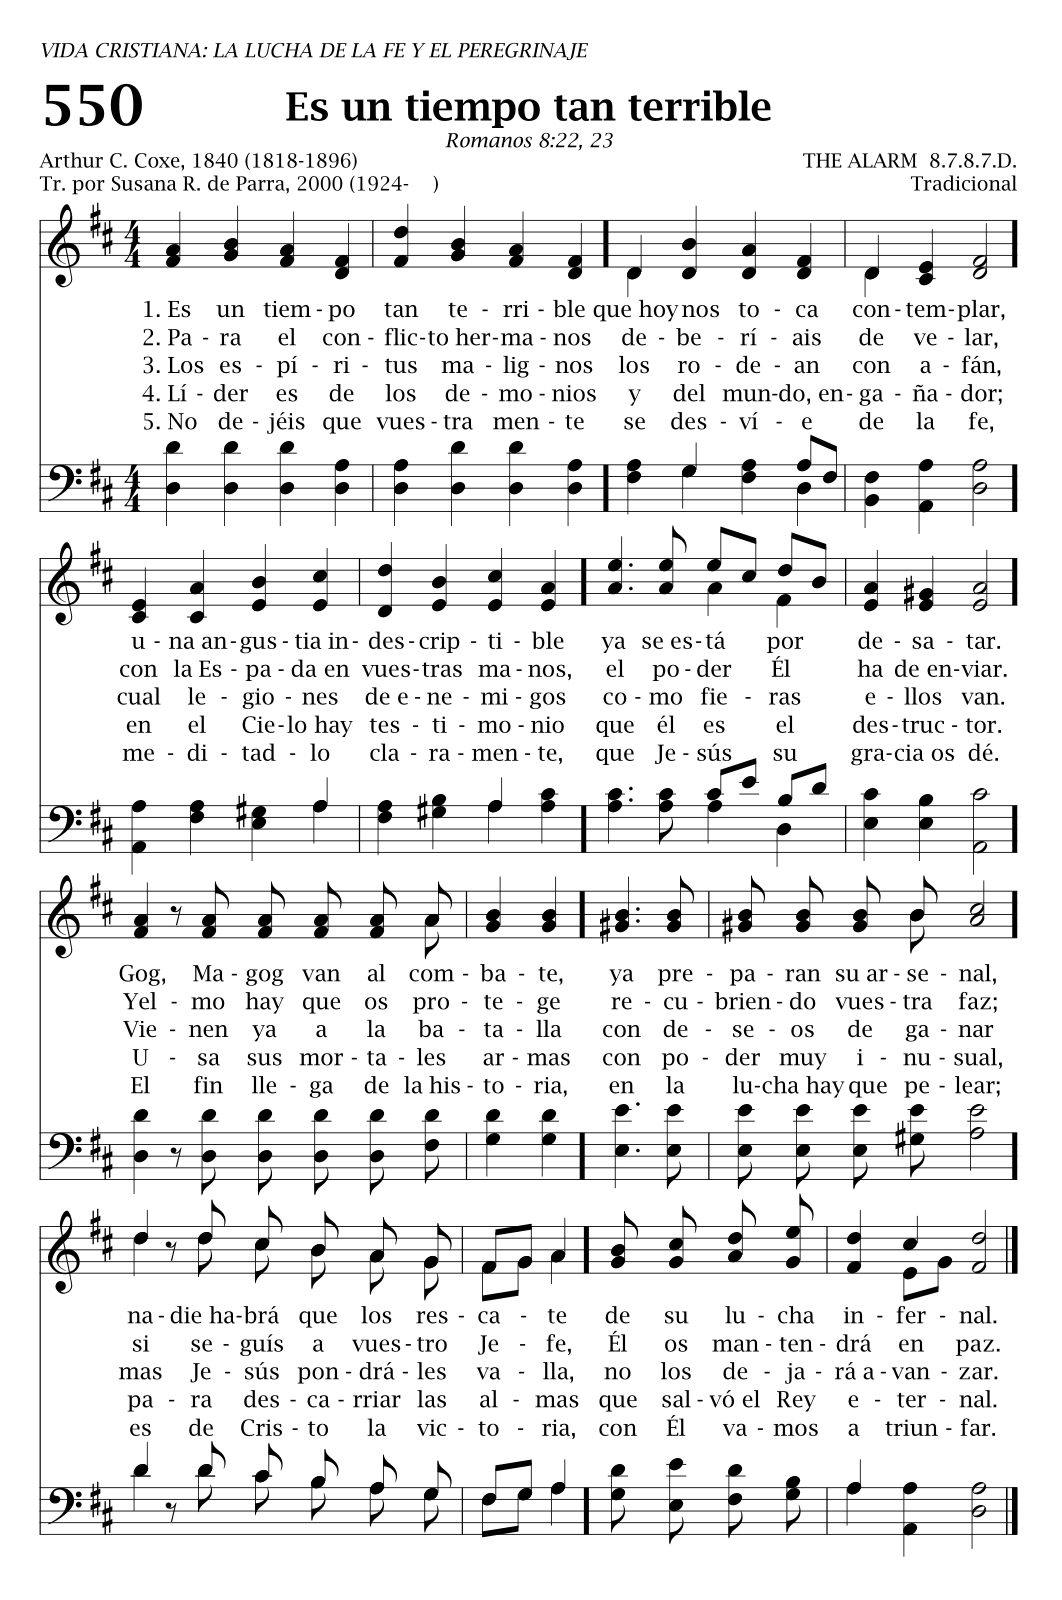 VIDA CRISTIANA: LA LUCHA DE LA FE Y EL PEREGRINAJE
550 Es un tiempo tan terrible
Romanos 8:22, 23
Arthur C. Coxe, 1840 (1818-1896) THE ALARM 8.7.8.7.D.
Tr. por Susana R. de Parra, 2000 (1924- ) Tradicional
1. Es un tiem - po tan te - rri - ble que hoy nos to - ca con - tem - plar,
2. Pa - ra el con - flic - to her - ma - nos de - be - rí - ais de ve - lar,
3. Los es - pí - ri - tus ma - lig - nos los ro - de - an con a - fán,
4. Lí - der es de los de - mo - nios y del mun - do, en - ga - ña - dor;
5. No de - jéis que vues - tra men - te se des - ví - e de la fe,
u - na an - gus - tia in - des - crip - ti - ble ya se es - tá por de - sa - tar.
con la Es - pa - da en vues - tras ma - nos, el po - der Él ha de en - viar.
cual le - gio - nes de e - ne - mi - gos co - mo fie - ras e - llos van.
en el Cie - lo hay tes - ti - mo - nio que él es el des - truc - tor.
me - di - tad - lo cla - ra - men - te, que Je - sús su gra - cia os dé.
Gog, Ma - gog van al com - ba - te, ya pre - pa - ran su ar - se - nal,
Yel - mo hay que os pro - te - ge re - cu - brien - do vues - tra faz;
Vie - nen ya a la ba - ta - lla con de - se - os de ga - nar
U - sa sus mor - ta - les ar - mas con po - der muy i - nu - sual,
El fin lle - ga de la his - to - ria, en la lu - cha hay que pe - lear;
na - die ha - brá que los res - ca - te de su lu - cha in - fer - nal.
si se - guís a vues - tro Je - fe, Él os man - ten - drá en paz.
mas Je - sús pon - drá - les va - lla, no los de - ja - rá a - van - zar.
pa - ra des - ca - rriar las al - mas que sal - vó el Rey e - ter - nal.
es de Cris - to la vic - to - ria, con Él va - mos a triun - far.